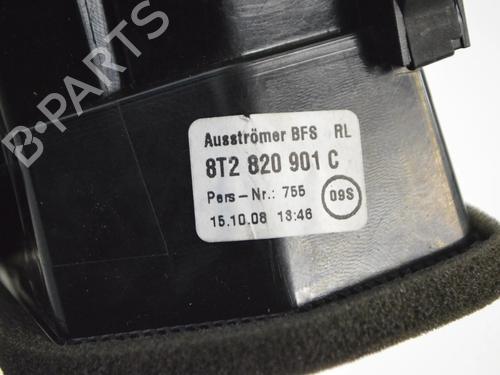 B-PARTS
Ausströmer BFS RL
8T2 820 901 C
Pers-Nr.: 755
09S
15.10.08 13:46